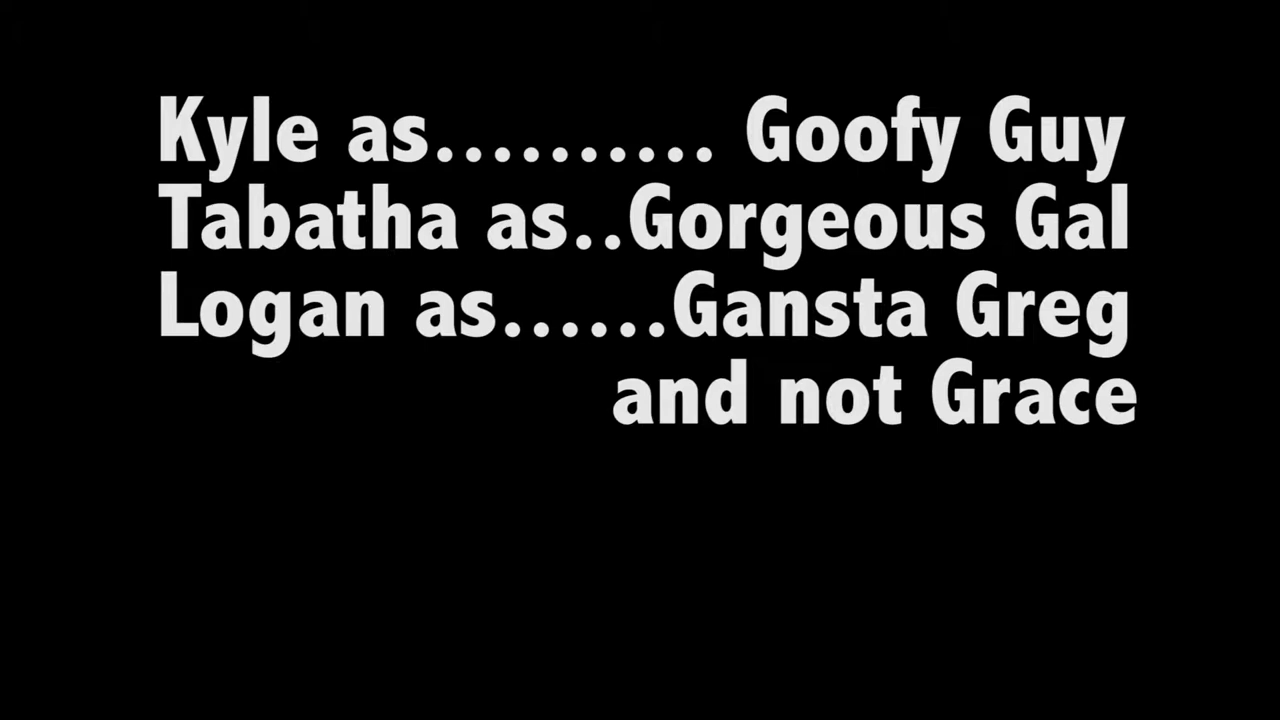 Kyle as.......... Goofy Guy
Tabatha as..Gorgeous Gal
Logan as......Gansta Greg
and not Grace